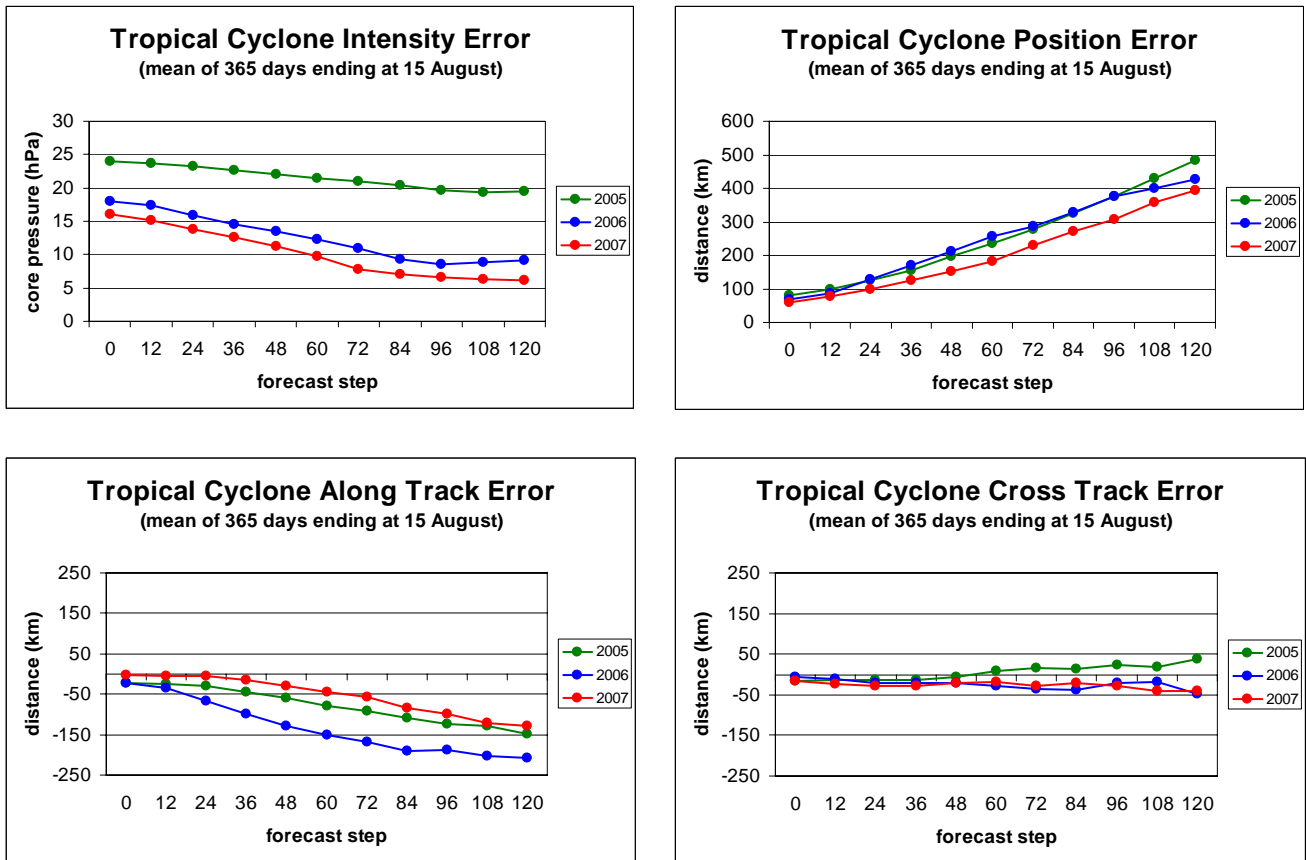 Tropical Cyclone Intensity Error
(mean of 365 days ending at 15 August)
core pressure (hPa)
30
25
20
15
10
5
0
0 12 24 36 48 60 72 84 96 108 120
forecast step
2005
2006
2007
Tropical Cyclone Position Error
(mean of 365 days ending at 15 August)
distance (km)
600
500
400
300
200
100
0
0 12 24 36 48 60 72 84 96 108 120
forecast step
2005
2006
2007
Tropical Cyclone Along Track Error
(mean of 365 days ending at 15 August)
distance (km)
250
150
50
-50
-150
-250
0 12 24 36 48 60 72 84 96 108 120
forecast step
2005
2006
2007
Tropical Cyclone Cross Track Error
(mean of 365 days ending at 15 August)
distance (km)
250
150
50
-50
-150
-250
0 12 24 36 48 60 72 84 96 108 120
forecast step
2005
2006
2007